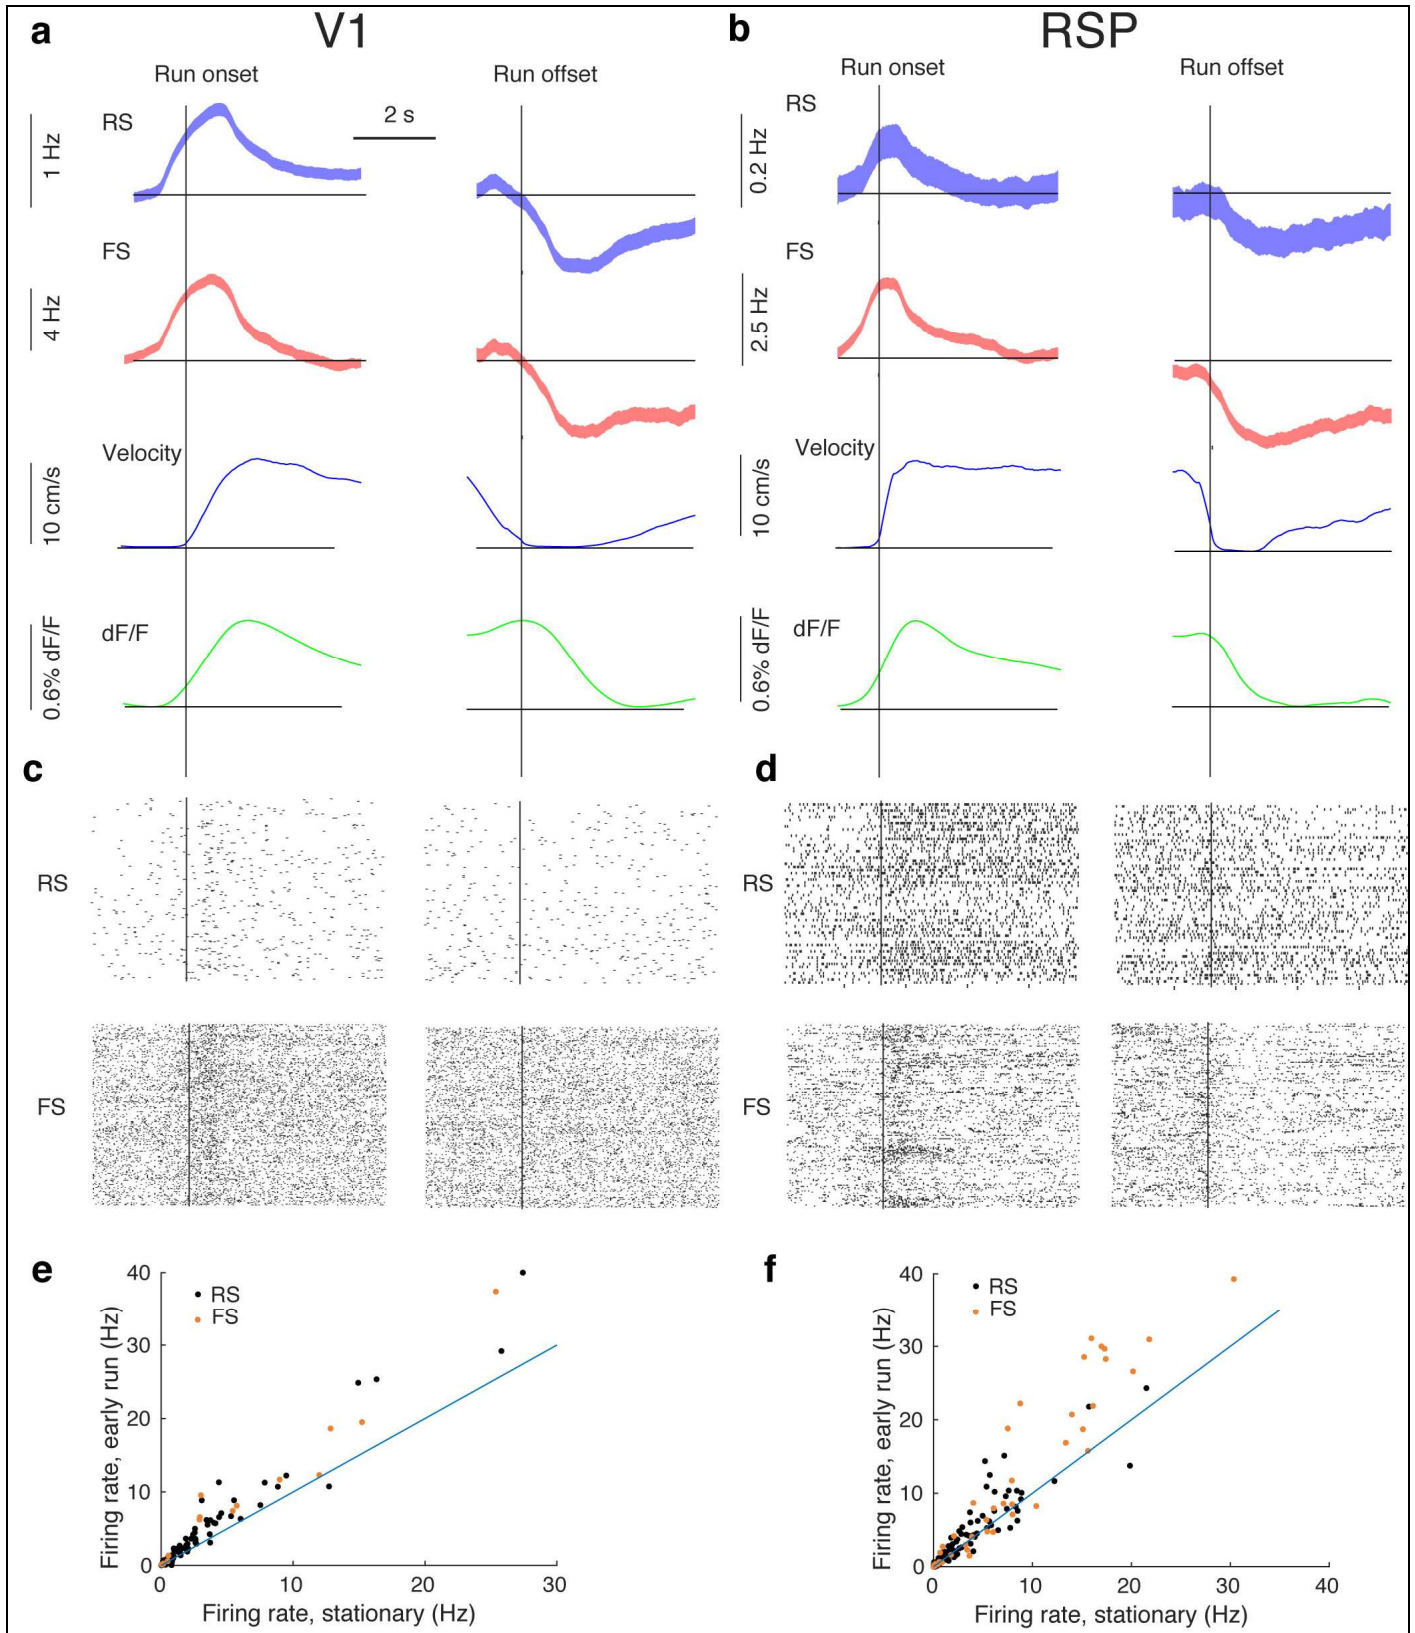 a V1
b RSP
Run onset Run offset
Run onset Run offset
RS
2 s
1 Hz
RS
0.2 Hz
FS
4 Hz
FS
2.5 Hz
Velocity
10 cm/s
Velocity
10 cm/s
dF/F
0.6% dF/F
dF/F
0.6% dF/F
c
d
RS
RS
FS
FS
e
40
30
20
10
0
0 10 20 30
Firing rate, early run (Hz)
Firing rate, stationary (Hz)
RS
FS
f
40
30
20
10
0
0 10 20 30 40
Firing rate, early run (Hz)
Firing rate, stationary (Hz)
RS
FS